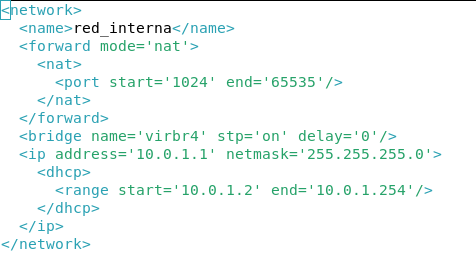 <network>
  <name>red_interna</name>
  <forward mode='nat'>
    <nat>
      <port start='1024' end='65535'/>
    </nat>
  </forward>
  <bridge name='virbr4' stp='on' delay='0'/>
  <ip address='10.0.1.1' netmask='255.255.255.0'>
    <dhcp>
      <range start='10.0.1.2' end='10.0.1.254'/>
    </dhcp>
  </ip>
</network>